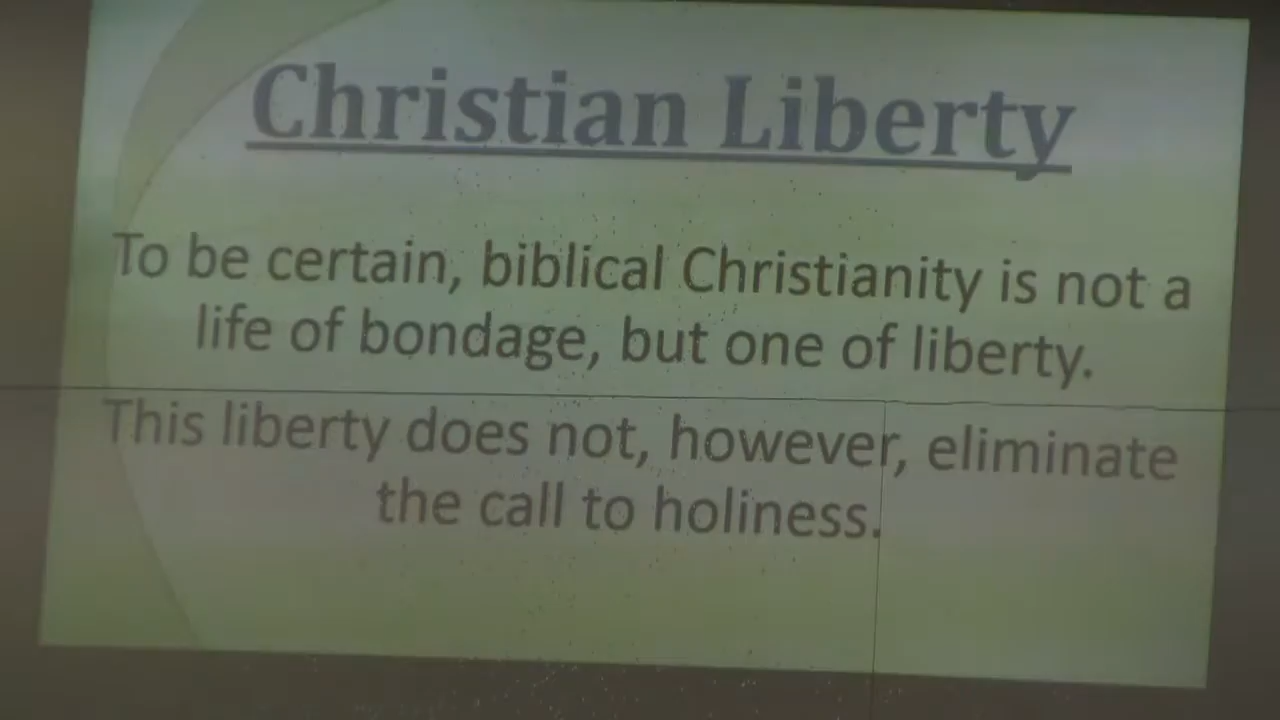 Christian Liberty
To be certain, biblical Christianity is not a
life of bondage, but one of liberty.
This liberty does not, however, eliminate
the call to holiness.